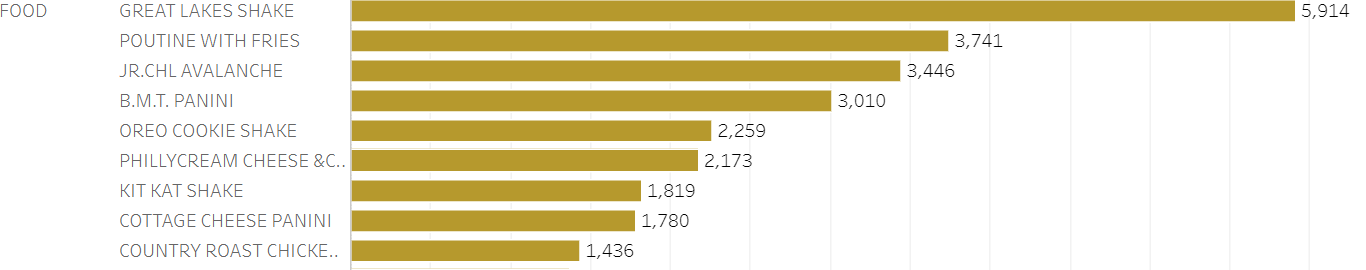 FOOD GREAT LAKES SHAKE 5,914
POUTINE WITH FRIES 3,741
JR.CHL AVALANCHE 3,446
B.M.T. PANINI 3,010
OREO COOKIE SHAKE 2,259
PHILLYCREAM CHEESE &C.. 2,173
KIT KAT SHAKE 1,819
COTTAGE CHEESE PANINI 1,780
COUNTRY ROAST CHICKE.. 1,436